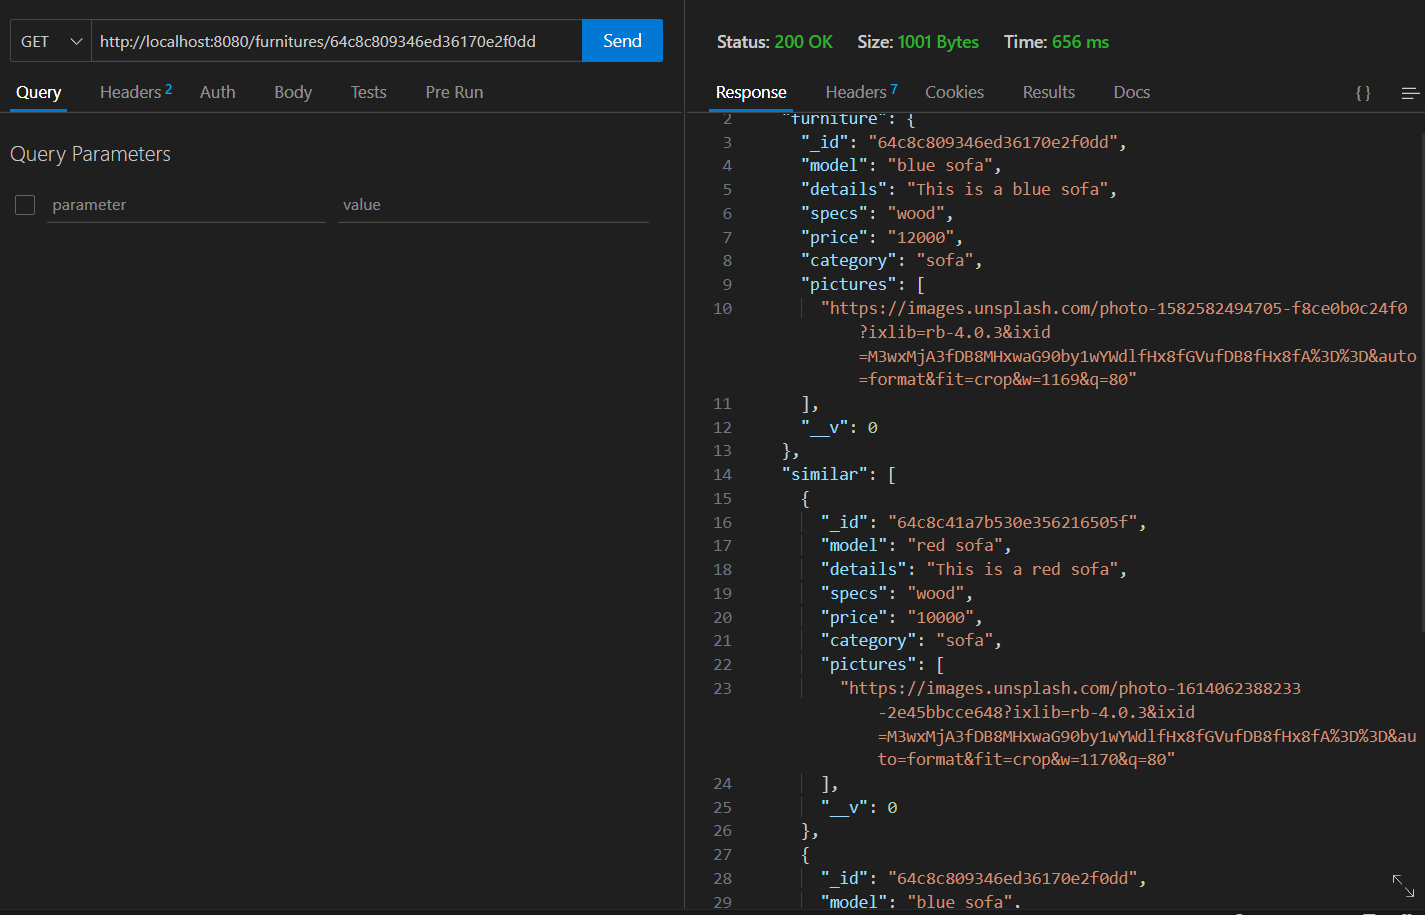 GET http://localhost:8080/furnitures/64c8c809346ed36170e2f0dd Send
Query Headers 2 Auth Body Tests Pre Run
Query Parameters
parameter value
Status: 200 OK Size: 1001 Bytes Time: 656 ms
Response Headers 7 Cookies Results Docs {}
2 "furniture": {
3 "_id": "64c8c809346ed36170e2f0dd",
4 "model": "blue sofa",
5 "details": "This is a blue sofa",
6 "specs": "wood",
7 "price": "12000",
8 "category": "sofa",
9 "pictures": [
10 "https://images.unsplash.com/photo-1582582494705-f8ce0b0c24f0
?ixlib=rb-4.0.3&ixid
=M3wxMjA3fDB8MHxwaG90by1wYWdlfHx8fGVufDB8fHx8fA%3D%3D&auto
=format&fit=crop&w=1169&q=80"
11 ],
12 "__v": 0
13 },
14 "similar": [
15 {
16 "_id": "64c8c41a7b530e356216505f",
17 "model": "red sofa",
18 "details": "This is a red sofa",
19 "specs": "wood",
20 "price": "10000",
21 "category": "sofa",
22 "pictures": [
23 "https://images.unsplash.com/photo-1614062388233
-2e45bbcce648?ixlib=rb-4.0.3&ixid
=M3wxMjA3fDB8MHxwaG90by1wYWdlfHx8fGVufDB8fHx8fA%3D%3D&au
to=format&fit=crop&w=1170&q=80"
24 ],
25 "__v": 0
26 },
27 {
28 "_id": "64c8c809346ed36170e2f0dd",
29 "model": "blue sofa",